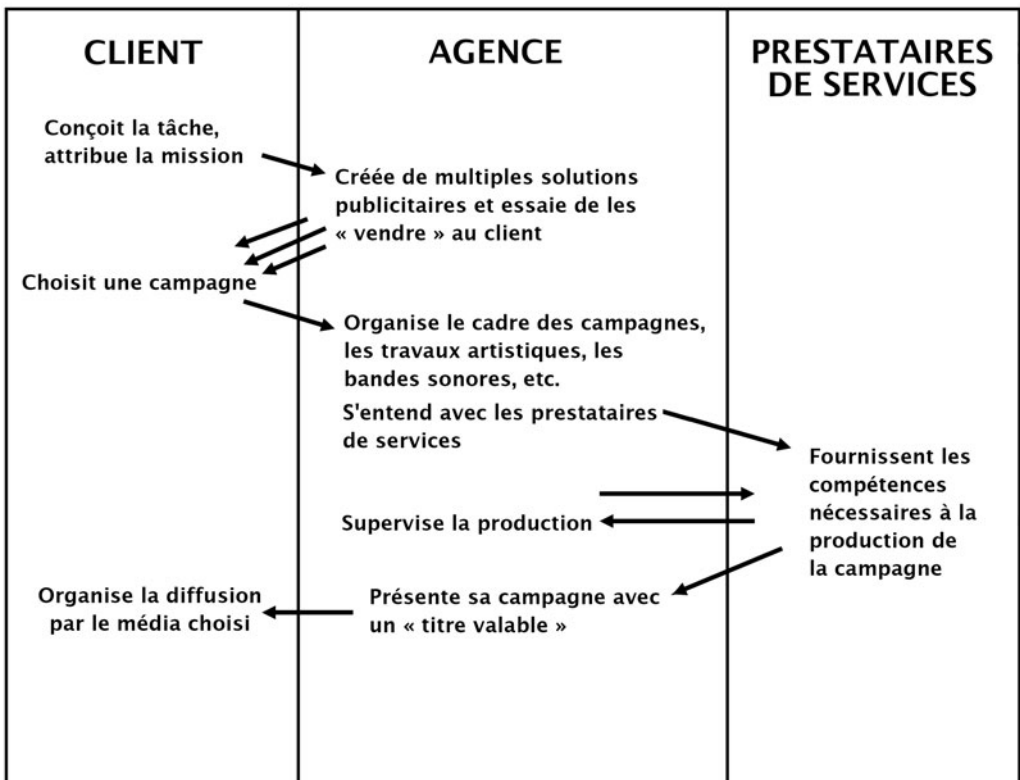 CLIENT
AGENCE
PRESTATAIRES
DE SERVICES
Conçoit la tâche,
attribue la mission
Créée de multiples solutions
publicitaires et essaie de les
« vendre » au client
Choisit une campagne
Organise le cadre des campagnes,
les travaux artistiques, les
bandes sonores, etc.
S'entend avec les prestataires
de services
Fournissent les
compétences
nécessaires à la
production de
la campagne
Supervise la production
Présente sa campagne avec
un « titre valable »
Organise la diffusion
par le média choisi